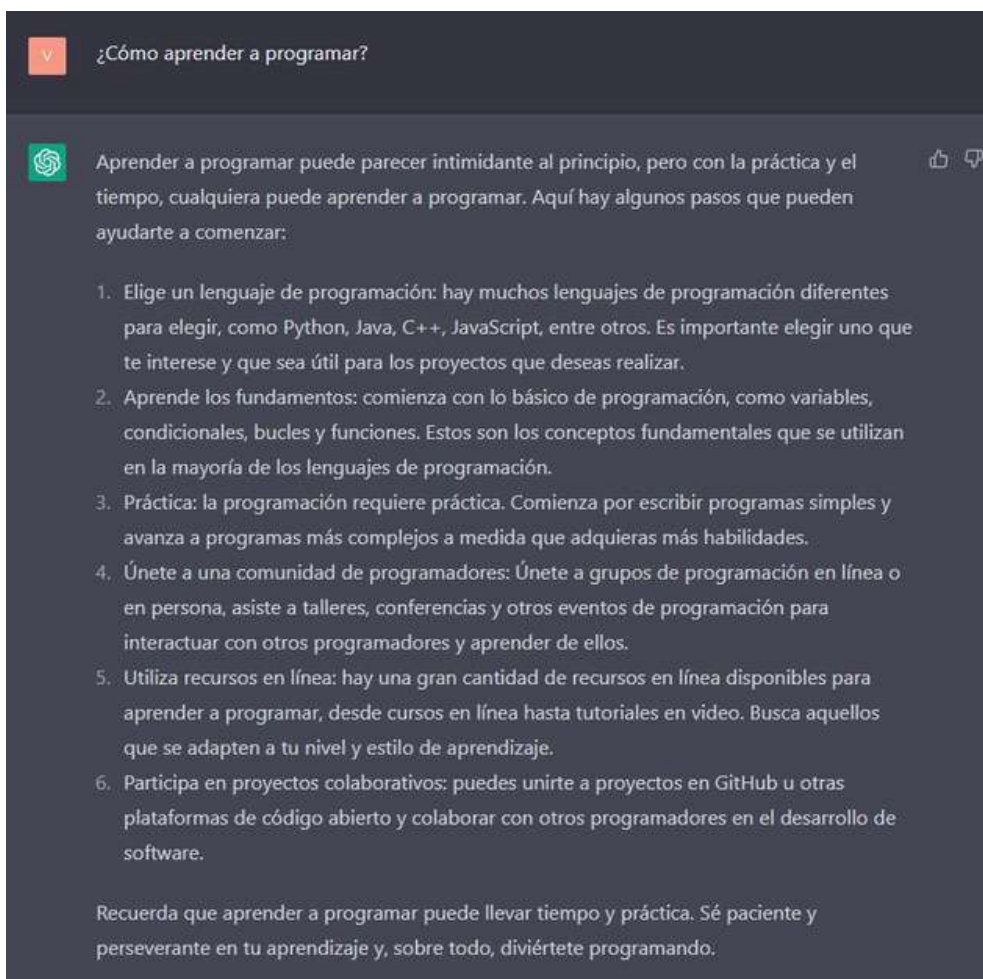 V
¿Cómo aprender a programar?
Aprender a programar puede parecer intimidante al principio, pero con la práctica y el
tiempo, cualquiera puede aprender a programar. Aquí hay algunos pasos que pueden
ayudarte a comenzar:
1. Elige un lenguaje de programación: hay muchos lenguajes de programación diferentes
para elegir, como Python, Java, C++, JavaScript, entre otros. Es importante elegir uno que
te interese y que sea útil para los proyectos que deseas realizar.
2. Aprende los fundamentos: comienza con lo básico de programación, como variables,
condicionales, bucles y funciones. Estos son los conceptos fundamentales que se utilizan
en la mayoría de los lenguajes de programación.
3. Práctica: la programación requiere práctica. Comienza por escribir programas simples y
avanza a programas más complejos a medida que adquieras más habilidades.
4. Únete a una comunidad de programadores: Únete a grupos de programación en línea o
en persona, asiste a talleres, conferencias y otros eventos de programación para
interactuar con otros programadores y aprender de ellos.
5. Utiliza recursos en línea: hay una gran cantidad de recursos en línea disponibles para
aprender a programar, desde cursos en línea hasta tutoriales en video. Busca aquellos
que se adapten a tu nivel y estilo de aprendizaje.
6. Participa en proyectos colaborativos: puedes unirte a proyectos en GitHub u otras
plataformas de código abierto y colaborar con otros programadores en el desarrollo de
software.
Recuerda que aprender a programar puede llevar tiempo y práctica. Sé paciente y
perseverante en tu aprendizaje y, sobre todo, diviértete programando.